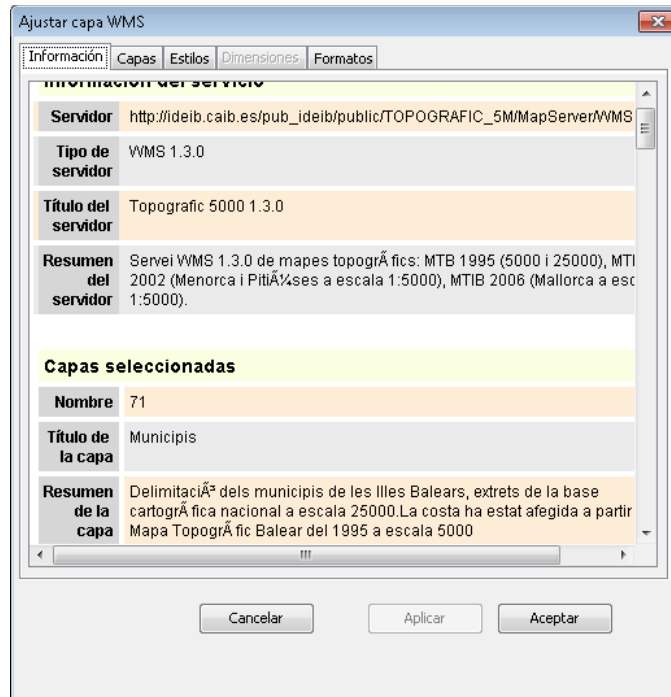 Ajustar capa WMS
Información Capas Estilos Dimensiones Formatos
Información del servicio
Servidor http://ideib.caib.es/pub_ideib/public/TOPOGRAFIC_5M/MapServer/WMS
Tipo de servidor WMS 1.3.0
Título del servidor Topografic 5000 1.3.0
Resumen del servidor Servei WMS 1.3.0 de mapes topogrÃ fics: MTB 1995 (5000 i 25000), MTI
2002 (Menorca i PitiÃ¼ses a escala 1:5000), MTIB 2006 (Mallorca a esc
1:5000).
Capas seleccionadas
Nombre 71
Título de la capa Municipis
Resumen de la capa DelimitaciÃ³ dels municipis de les Illes Balears, extrets de la base
cartogrÃ fica nacional a escala 25000.La costa ha estat afegida a partir
Mapa TopogrÃ fic Balear del 1995 a escala 5000
Cancelar Aplicar Aceptar